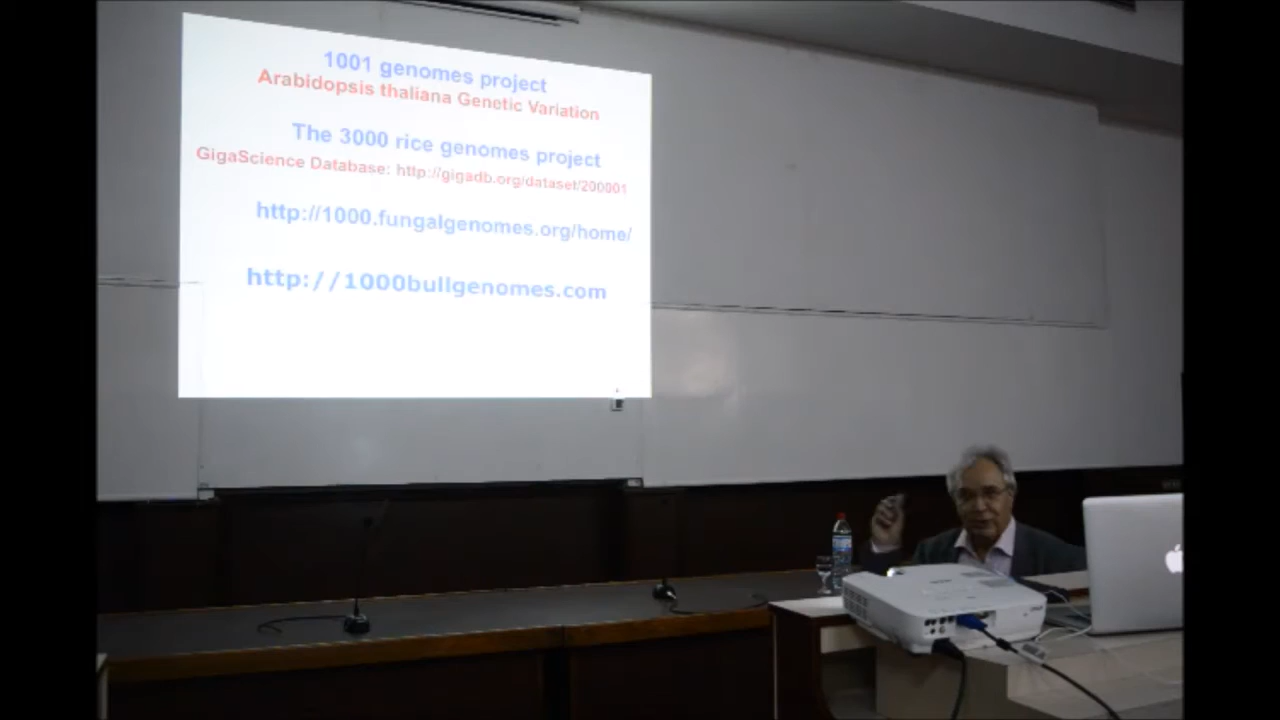 1001 genomes project
Arabidopsis thaliana Genetic Variation
The 3000 rice genomes project
GigaScience Database: http://gigadb.org/dataset/200001
http://1000.fungalgenomes.org/home/
http://1000bullgenomes.com